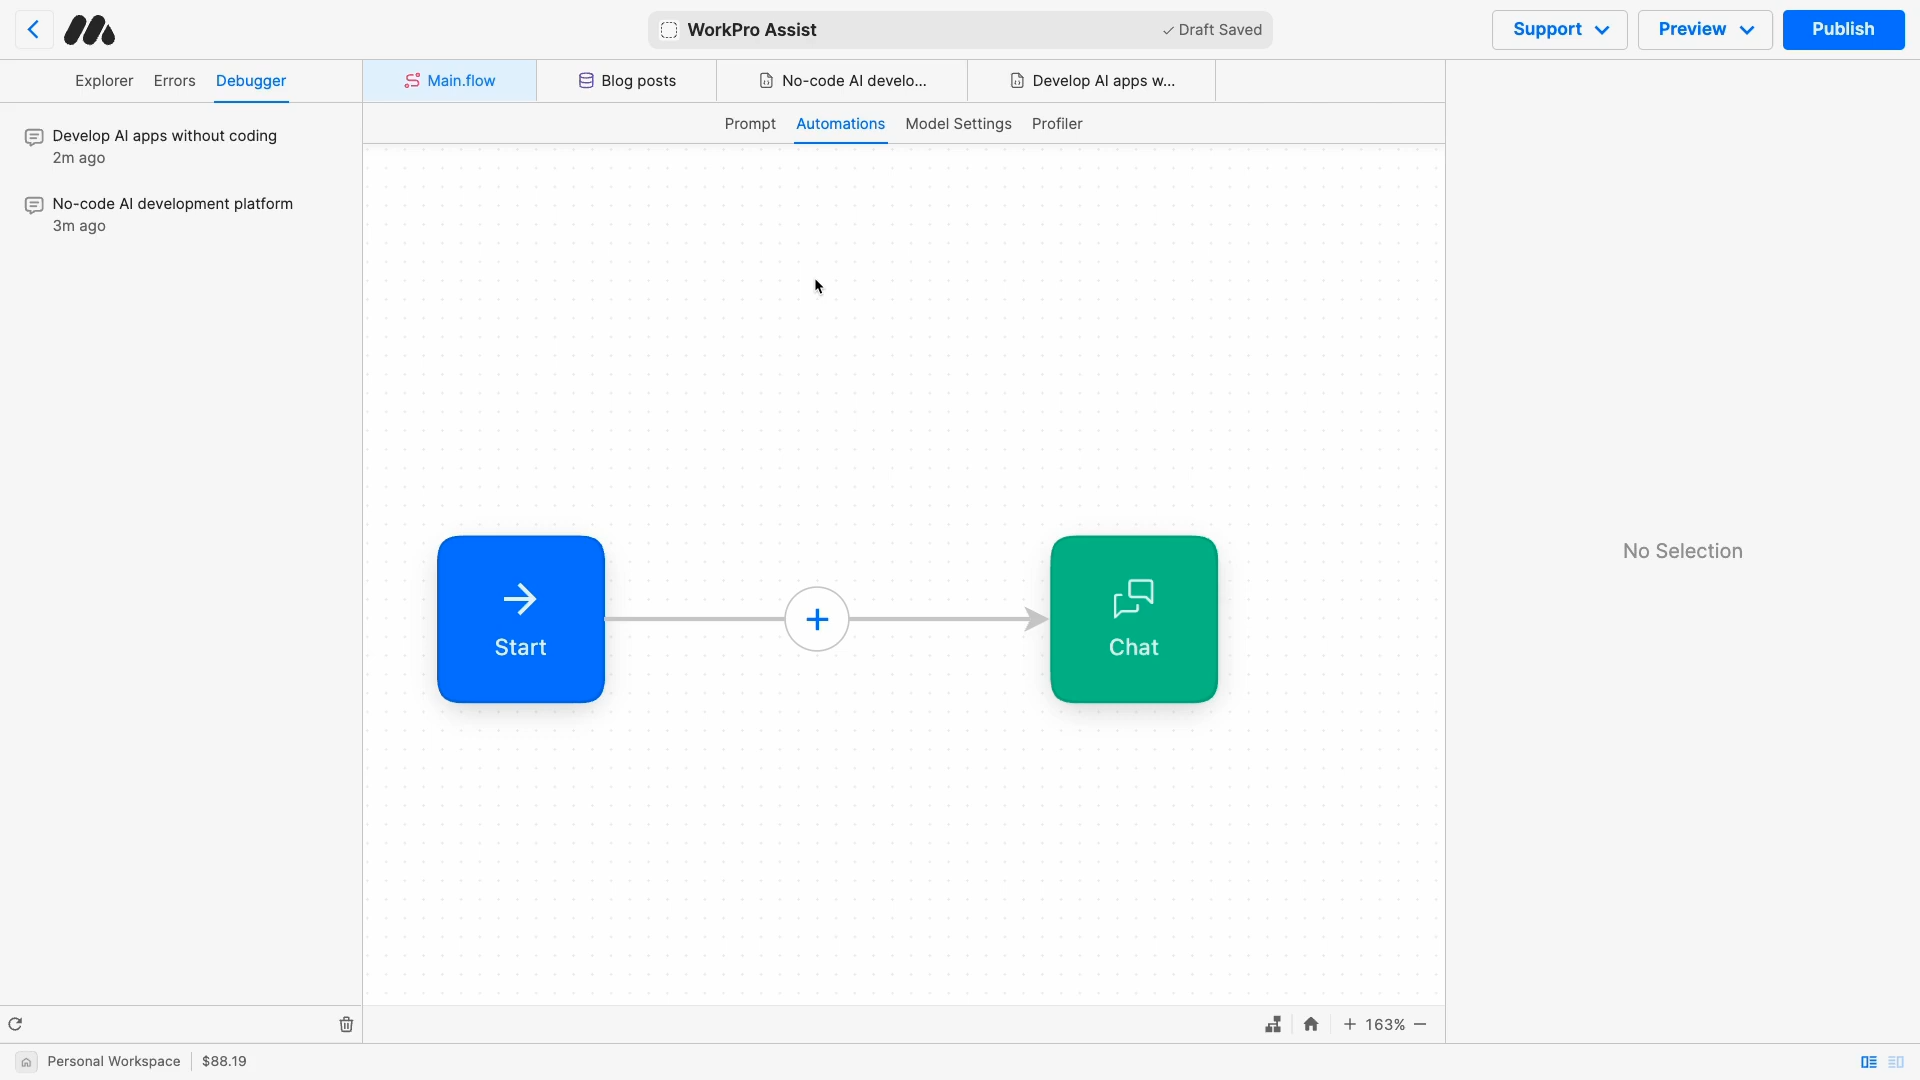 WorkPro Assist
Draft Saved
Support
Preview
Publish
Explorer
Errors
Debugger
Main.flow
Blog posts
No-code AI develo...
Develop AI apps w...
Prompt
Automations
Model Settings
Profiler
Develop AI apps without coding
2m ago
No-code AI development platform
3m ago
Start
Chat
No Selection
163%
Personal Workspace
$88.19